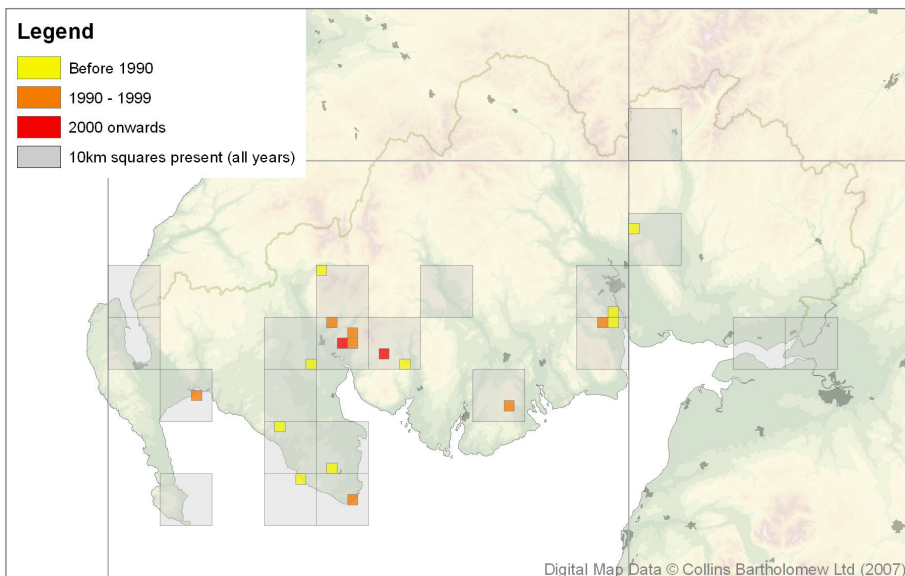 Legend
Before 1990
1990 - 1999
2000 onwards
10km squares present (all years)
Digital Map Data © Collins Bartholomew Ltd (2007)